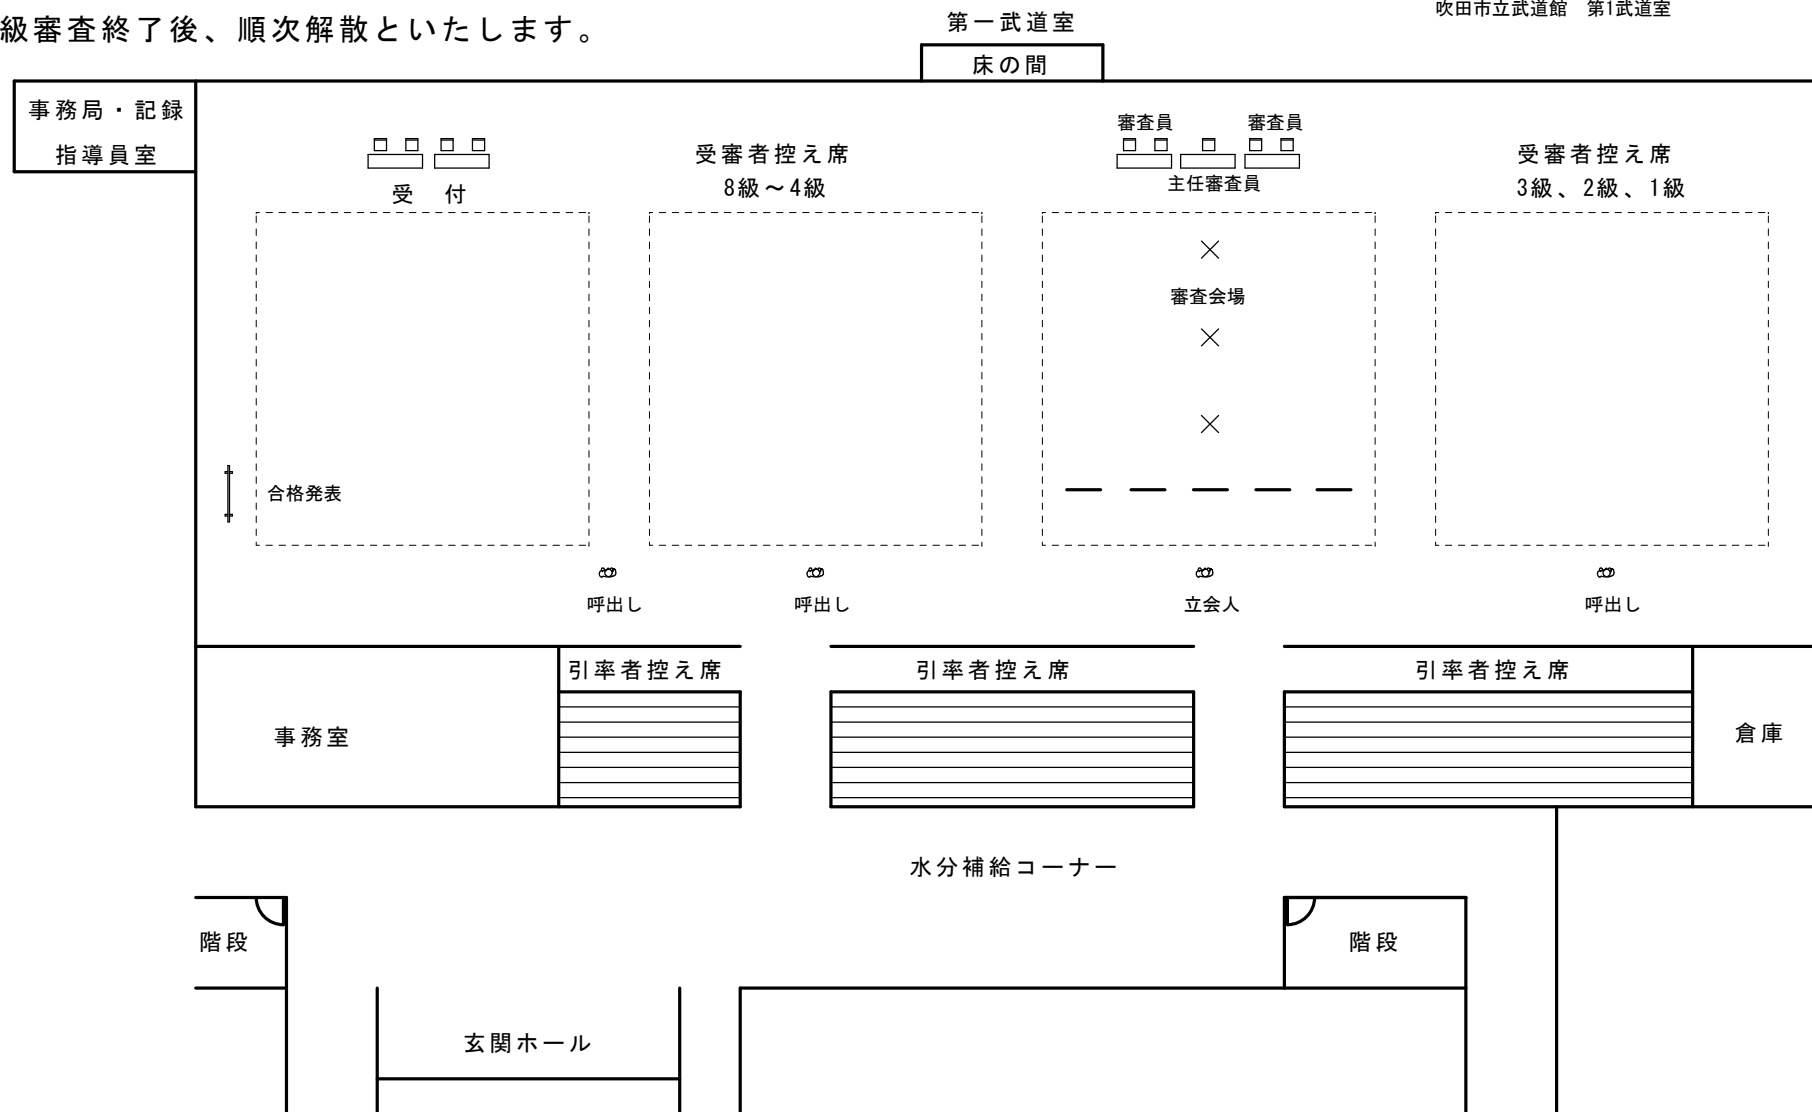 吹田市立武道館　第1武道室
級審査終了後、順次解散といたします。
第一武道室
床の間
事務局・記録
指導員室
受　付
受審者控え席
8級～4級
審査員
審査員
主任審査員
受審者控え席
3級、2級、1級
審査会場
合格発表
呼出し
呼出し
立会人
呼出し
引率者控え席
引率者控え席
引率者控え席
事務室
倉庫
水分補給コーナー
階段
階段
玄関ホール